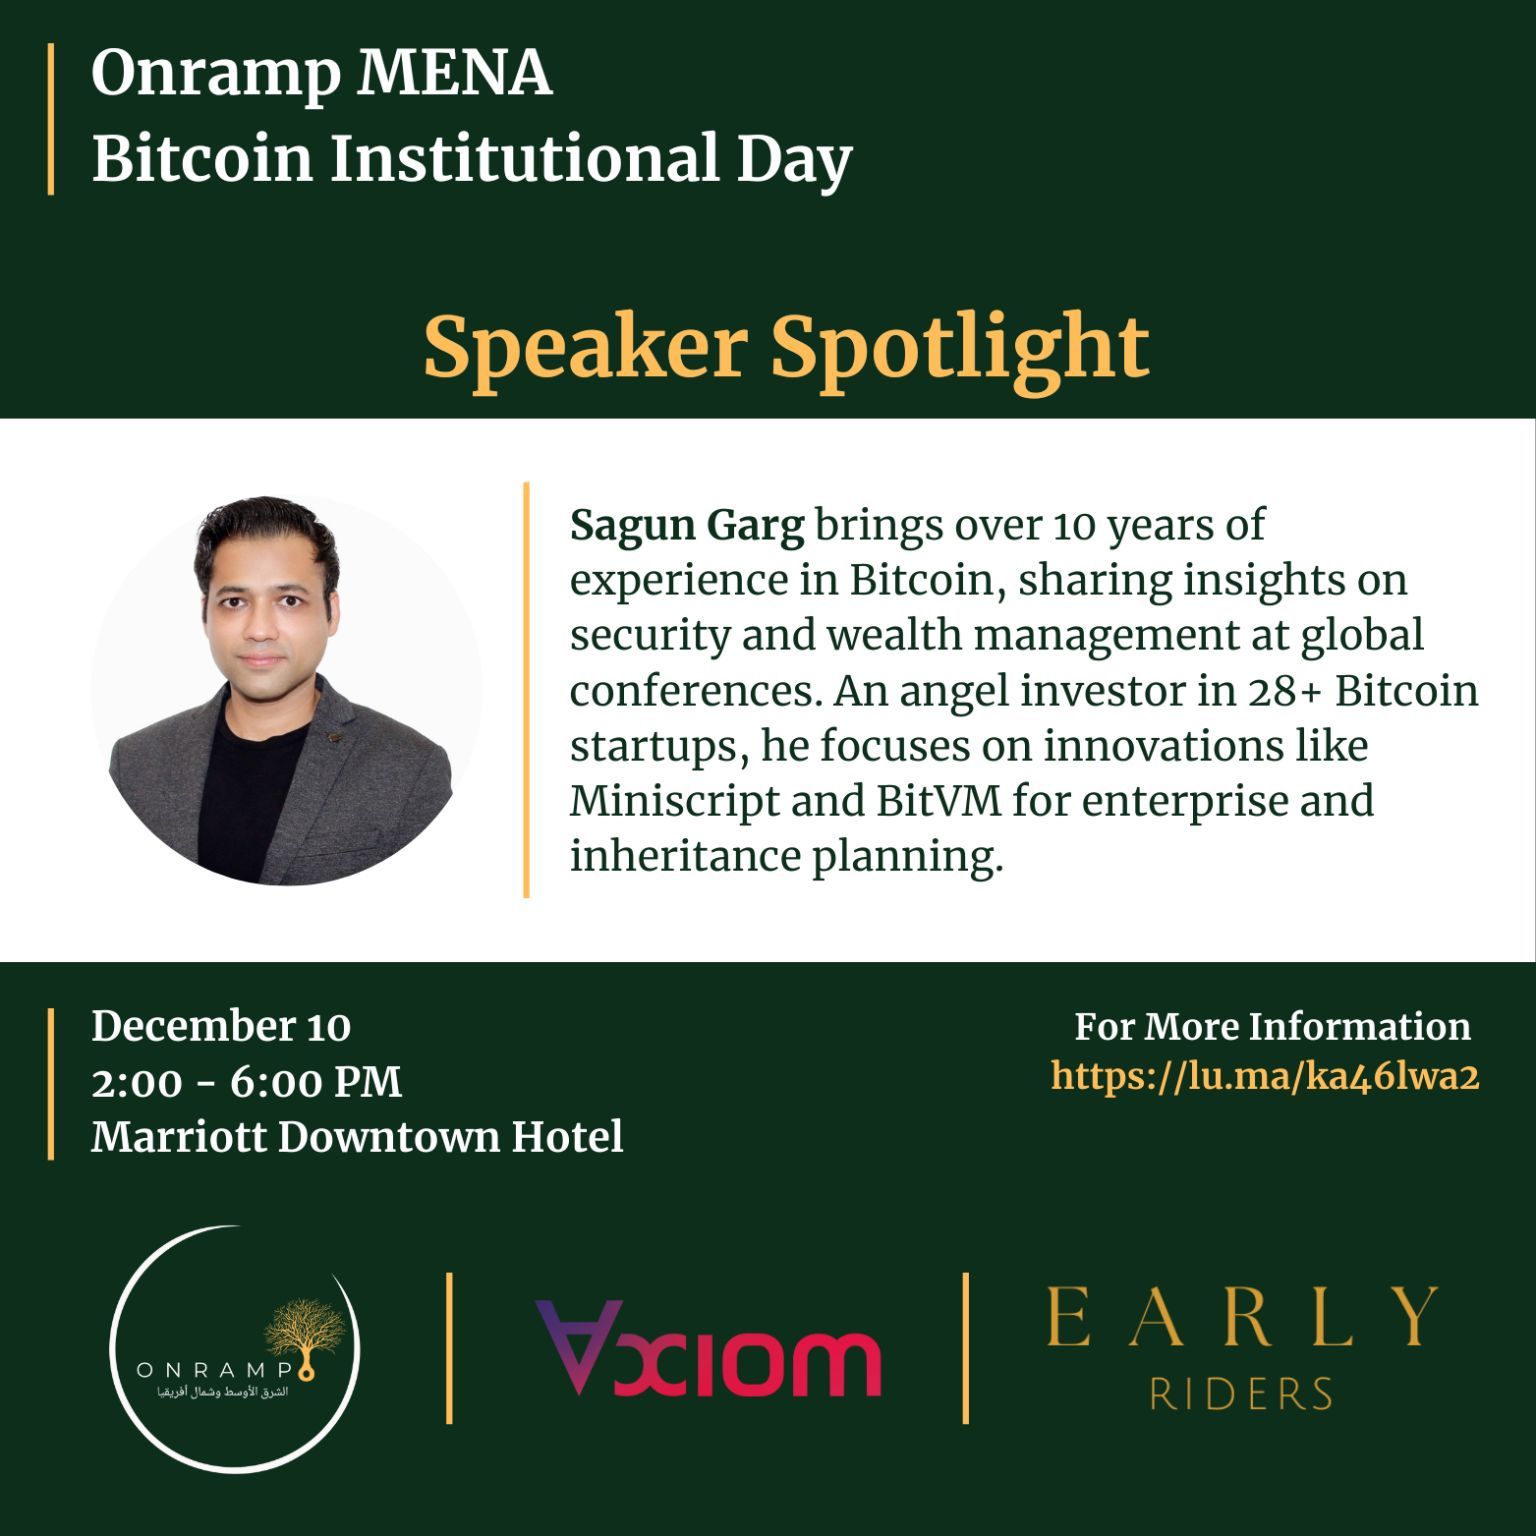 Onramp MENA
Bitcoin Institutional Day
Speaker Spotlight
Sagun Garg brings over 10 years of
experience in Bitcoin, sharing insights on
security and wealth management at global
conferences. An angel investor in 28+ Bitcoin
startups, he focuses on innovations like
Miniscript and BitVM for enterprise and
inheritance planning.
December 10
2:00 - 6:00 PM
Marriott Downtown Hotel
For More Information
https://lu.ma/ka46lwa2
ONRAMP
الشرق الأوسط وشمال أفريقيا
AXIOM
EARLY
RIDERS